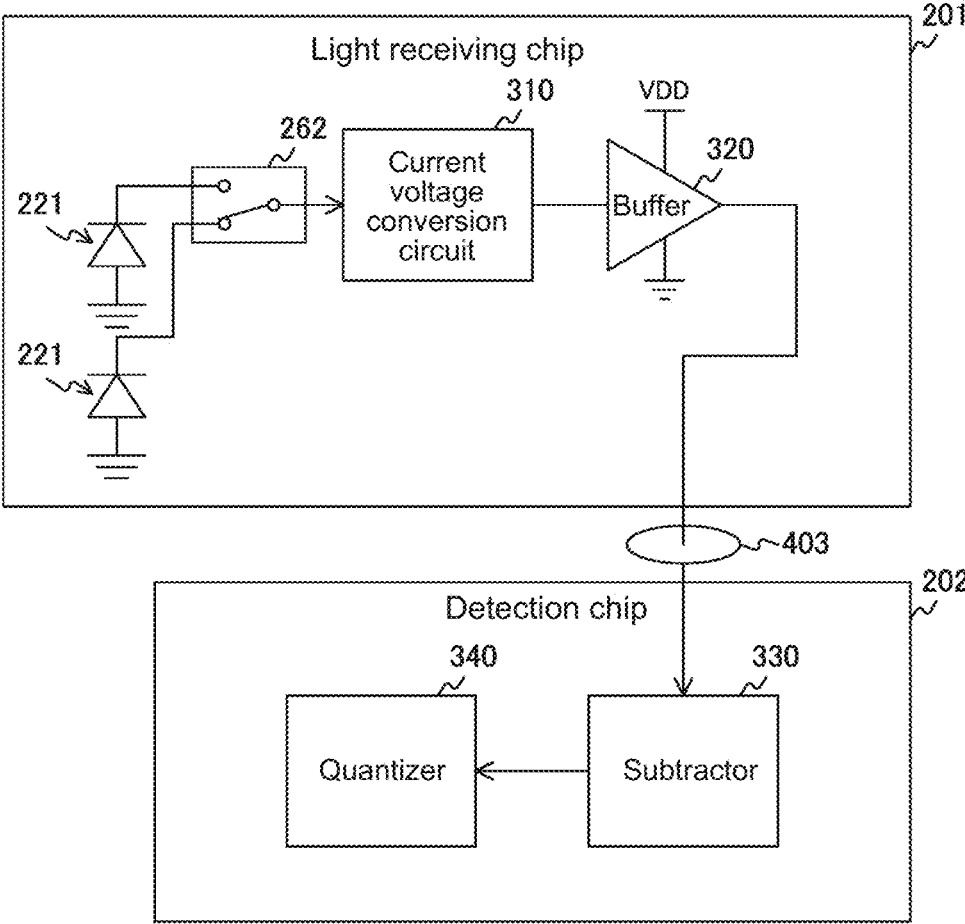 201
Light receiving chip
310
VDD
262
320
Current
voltage
conversion
circuit
Buffer
221
221
403
202
Detection chip
340
330
Quantizer
Subtractor